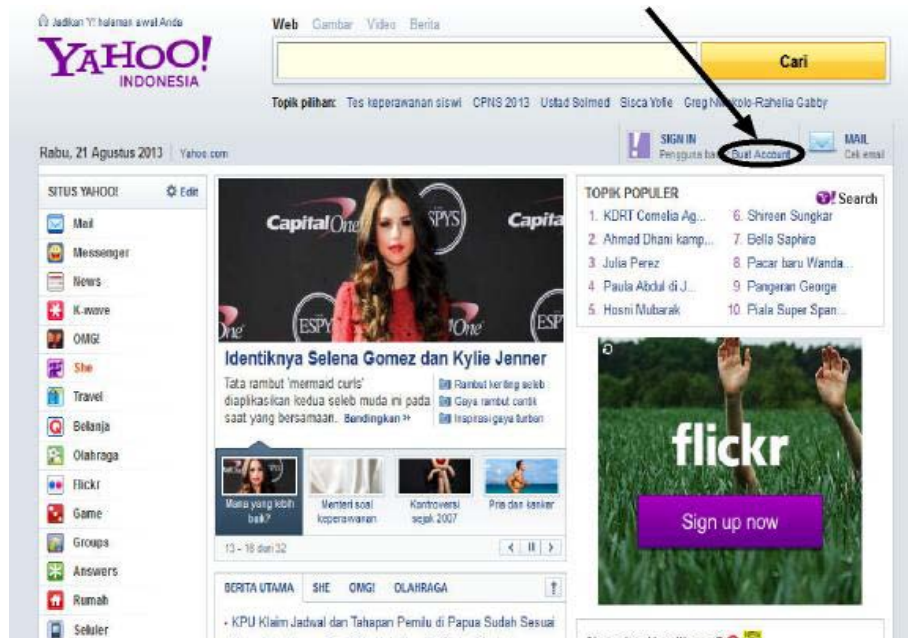 Jadikan Y! halaman awal Anda
Web Gambar Video Berita
YAHOO!
INDONESIA
Cari
Topik pilihan: Tes keperawanan siswi CPNS 2013 Ustad Solmed Sisca Yofie Greg Rahelia Gabby
Rabu, 21 Agustus 2013 Yahoo.com
SIGN IN
Pengguna Buat Account
MAIL
Cek email
SITUS YAHOO! Edit
Mail
Messenger
News
K-wave
OMG!
She
Travel
Belanja
Olahraga
Flickr
Game
Groups
Answers
Rumah
Seluler
Capital One
ESPYS
Capita
One
ESPY
One
ESP
Identiknya Selena Gomez dan Kylie Jenner
Tata rambut 'mermaid curls'
diaplikasikan kedua seleb muda ini pada
saat yang bersamaan. Bandingkan »
Rambut keriting seleb
Gaya rambut cantik
Inspirasi gaya turban
Mana yang lebih
baik?
Menteri soal
keperawanan
Kontroversi
sejak 2007
Pria dan kanker
13 - 16 dari 32
BERITA UTAMA SHE OMG! OLAHRAGA
• KPU Klaim Jadwal dan Tahapan Pemilu di Papua Sudah Sesuai
TOPIK POPULER
Y! Search
1. KDRT Cornelia Ag...
2. Ahmad Dhani kamp...
3. Julia Perez
4. Paula Abdul di J...
5. Hosni Mubarak
6. Shireen Sungkar
7. Bella Saphira
8. Pacar baru Wanda...
9. Pangeran George
10. Piala Super Span...
flickr
Sign up now